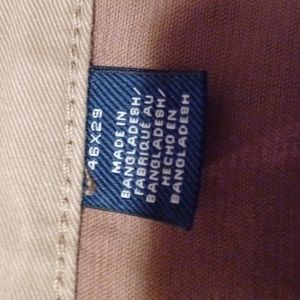 46X29
MADE IN
BANGLADESH/
FABRIQUÉ AU
BANGLADESH/
HECHO EN
BANGLADESH